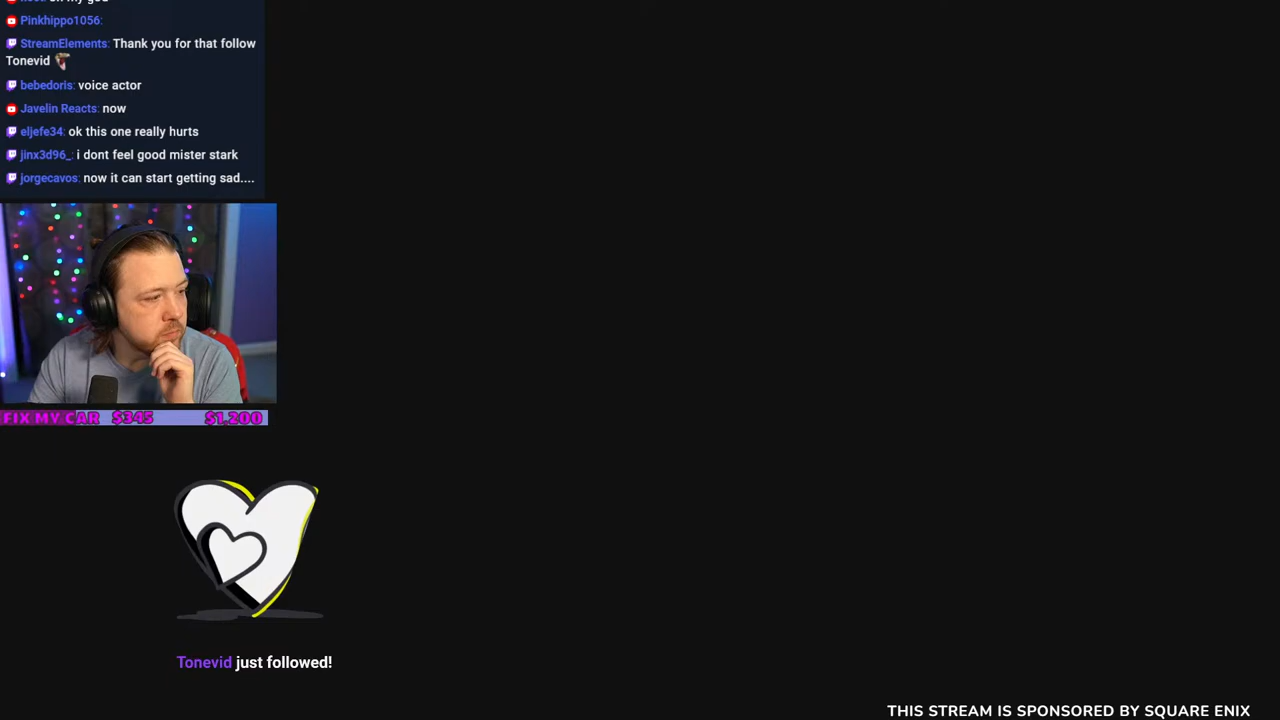 Pinkhippo1056:
StreamElements: Thank you for that follow
Tonevid
bebedoris: voice actor
Javelin Reacts: now
eljefe34: ok this one really hurts
jinx3d96_: i dont feel good mister stark
jorgecavos: now it can start getting sad....
FIX MY CAR $345 $1,200
Tonevid just followed!
THIS STREAM IS SPONSORED BY SQUARE ENIX